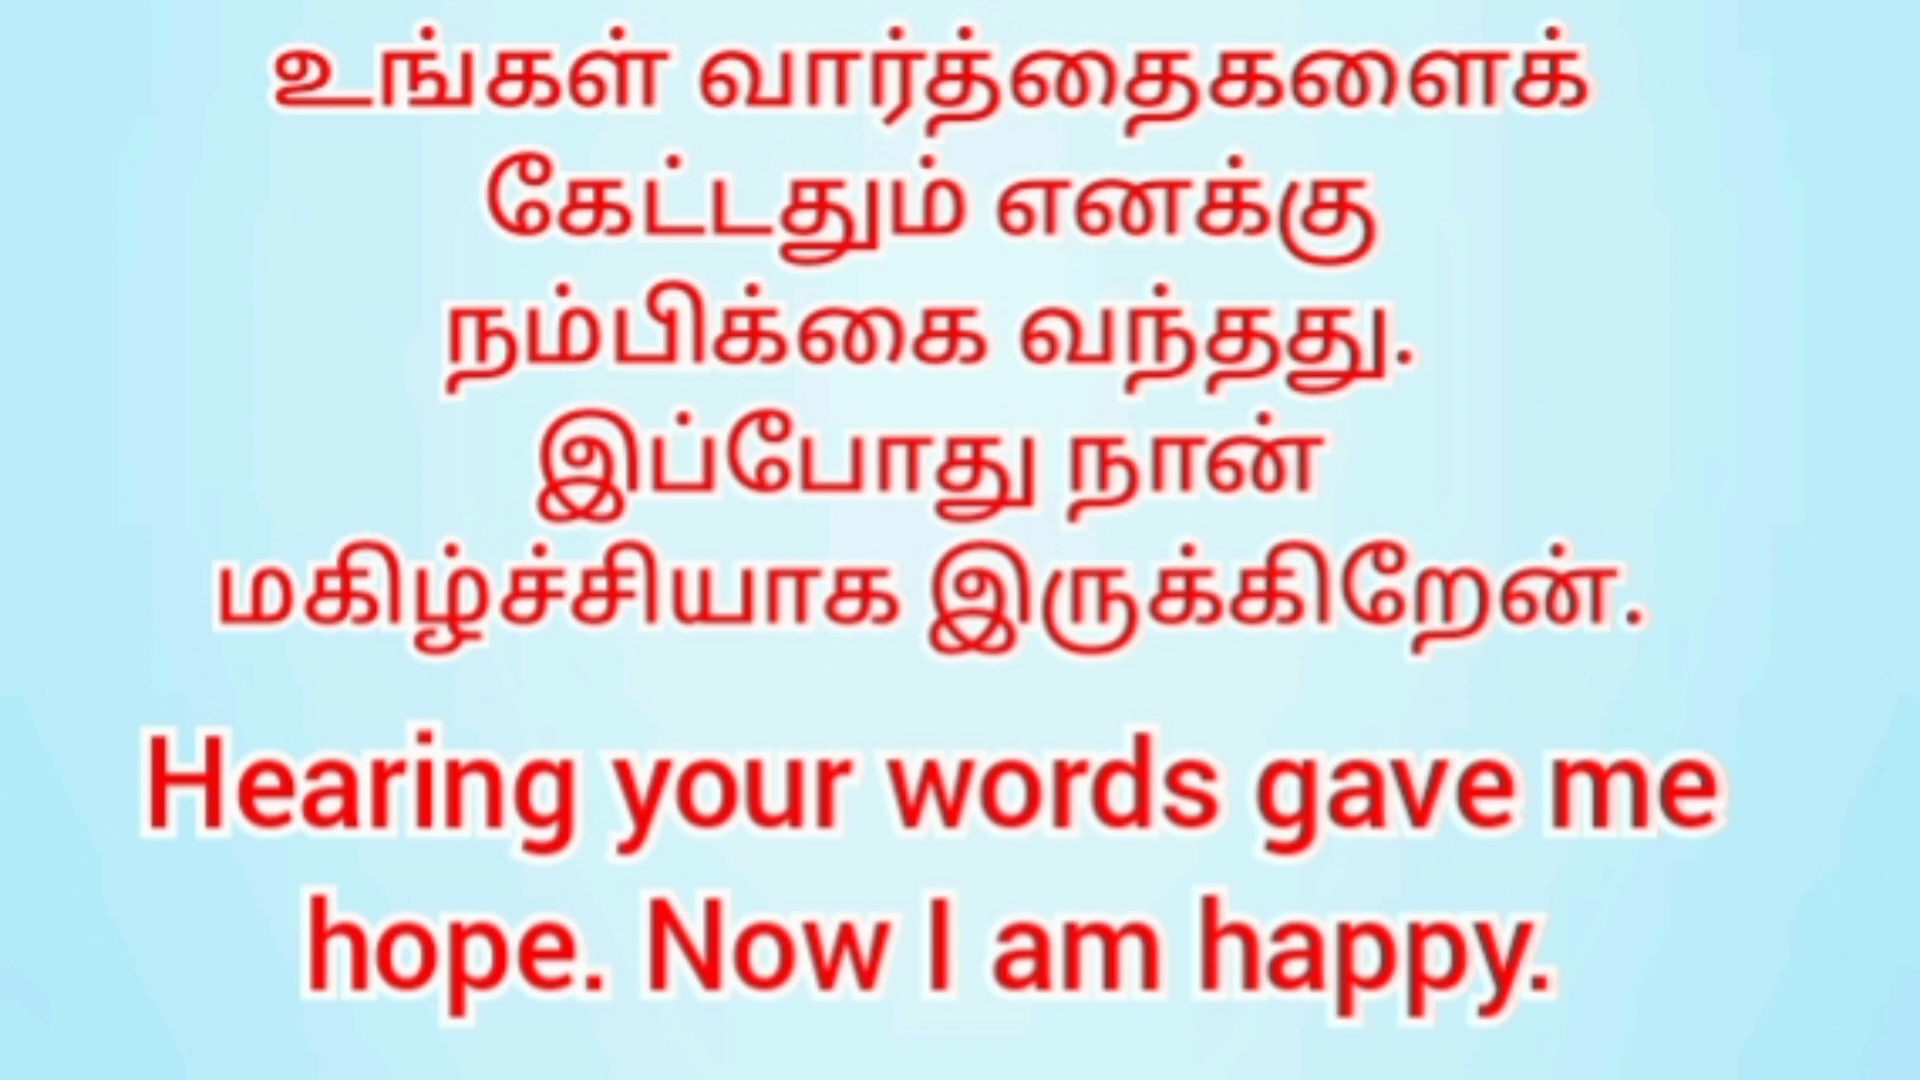 உங்கள் வார்த்தைகளைக்
கேட்டதும் எனக்கு
நம்பிக்கை வந்தது.
இப்போது நான்
மகிழ்ச்சியாக இருக்கிறேன்.
Hearing your words gave me
hope. Now I am happy.